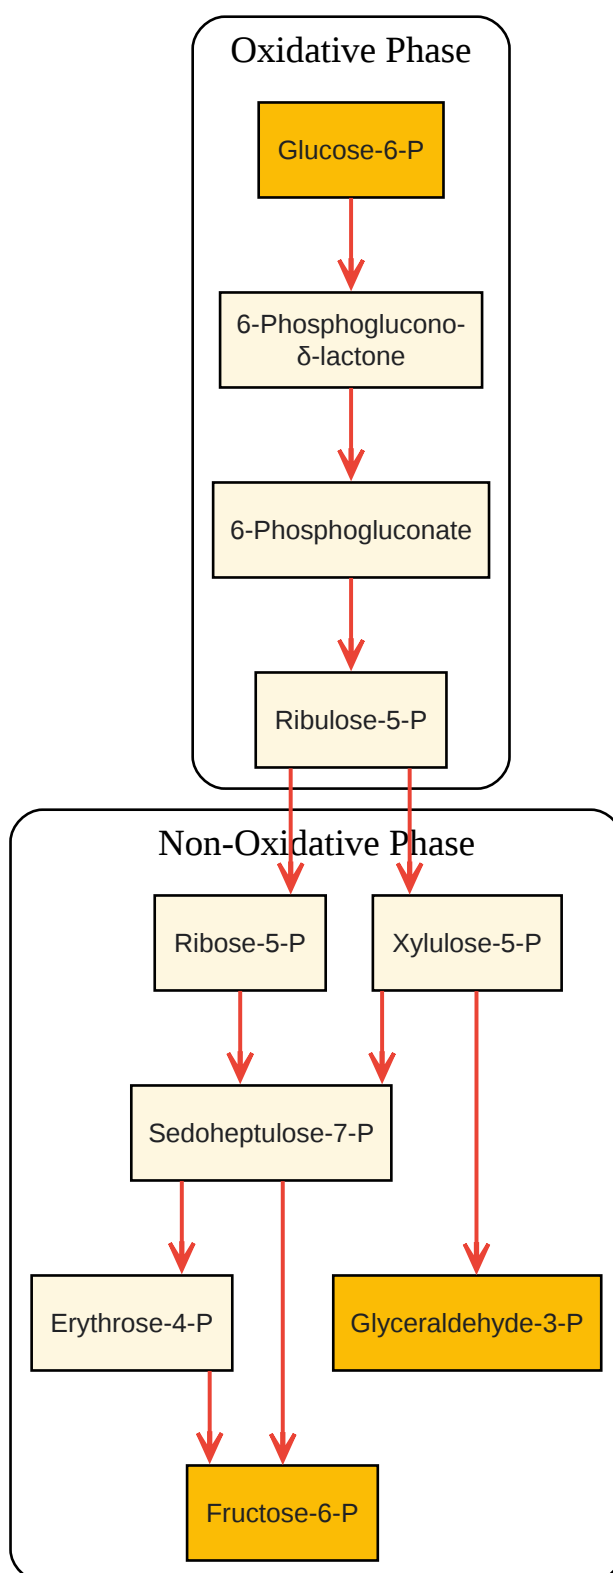 Oxidative Phase
Glucose-6-P
6-Phosphoglucono-
δ-lactone
6-Phosphogluconate
Ribulose-5-P
Non-Oxidative Phase
Ribose-5-P
Xylulose-5-P
Sedoheptulose-7-P
Erythrose-4-P
Glyceraldehyde-3-P
Fructose-6-P